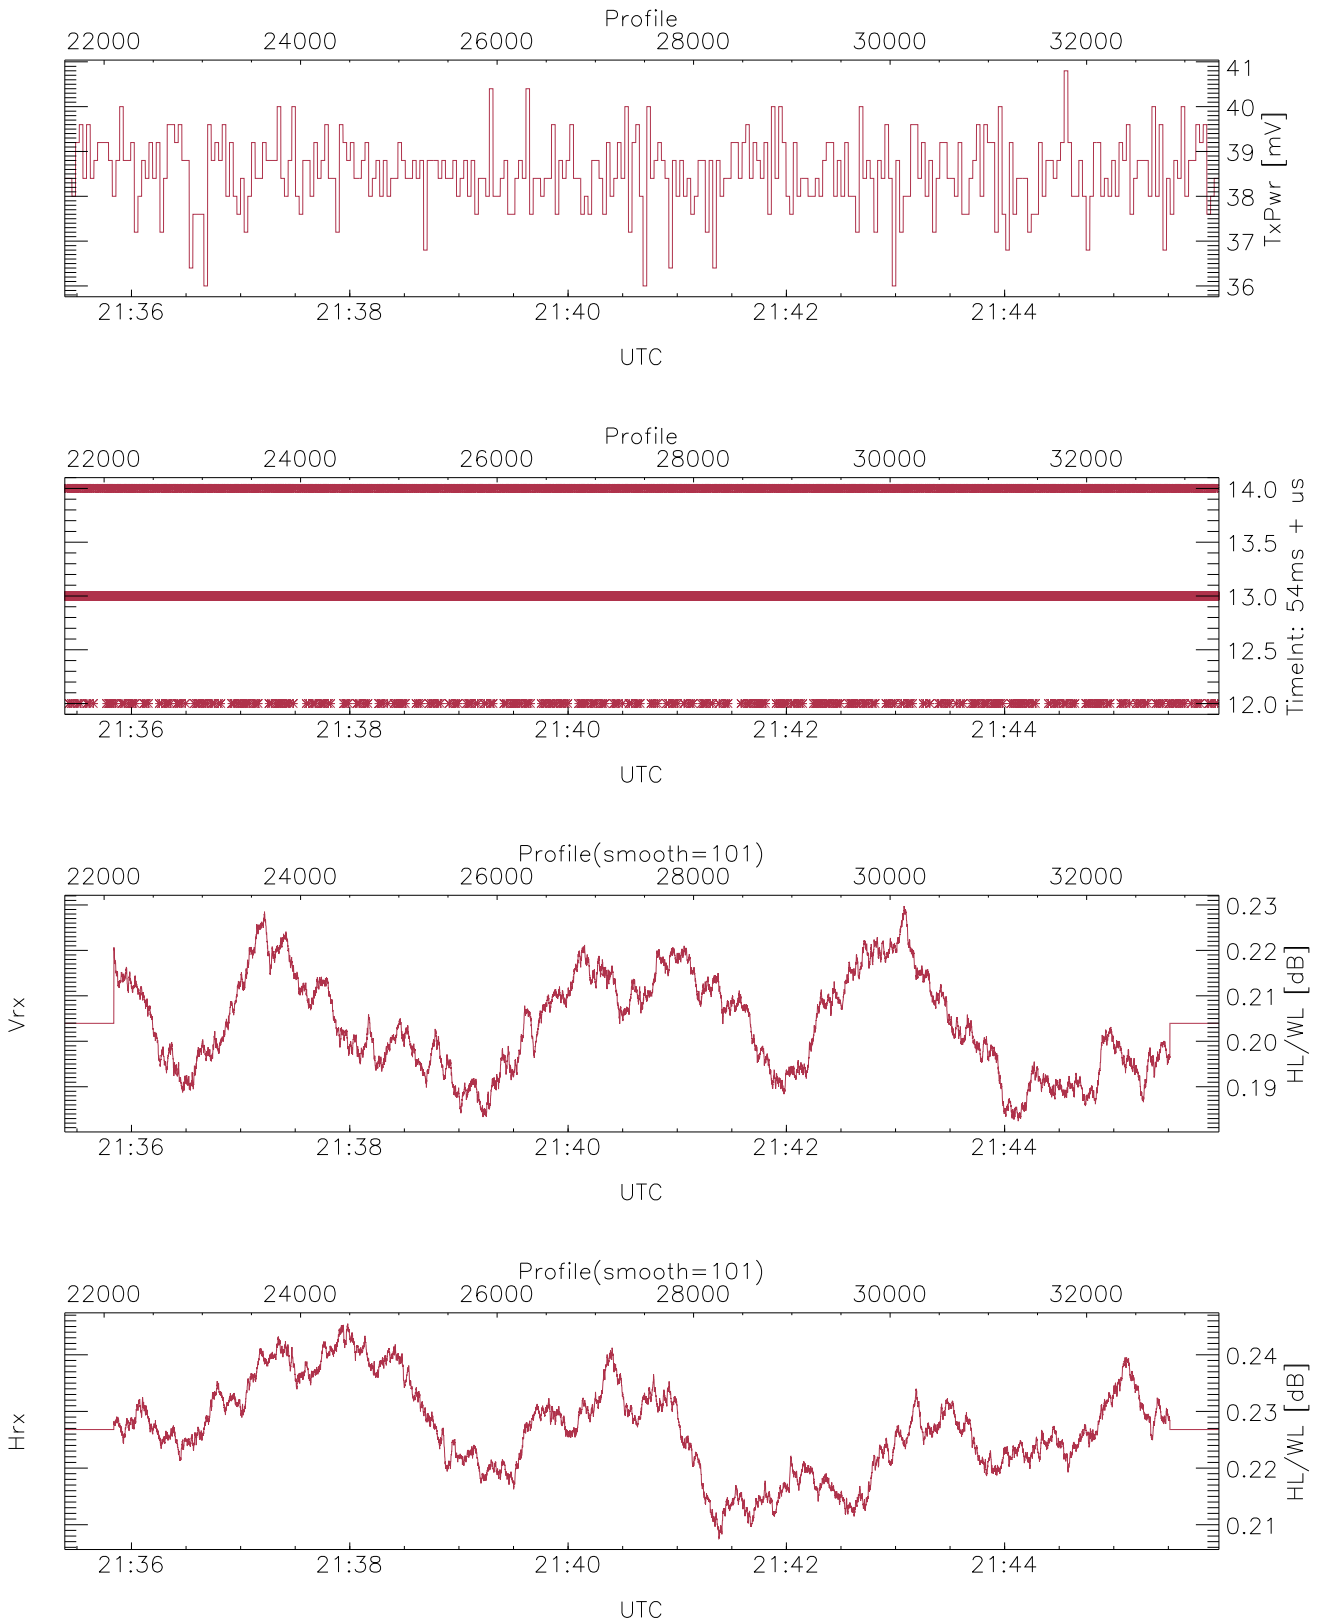 Profile
22000 24000 26000 28000 30000 32000
41
40
39
38
37
36
TxPwr [mV]
21:36 21:38 21:40 21:42 21:44
UTC
Profile
22000 24000 26000 28000 30000 32000
14.0
13.5
13.0
12.5
12.0
TimeInt: 54ms + us
21:36 21:38 21:40 21:42 21:44
UTC
Profile(smooth=101)
22000 24000 26000 28000 30000 32000
Vrx
0.23
0.22
0.21
0.20
0.19
HL/WL [dB]
21:36 21:38 21:40 21:42 21:44
UTC
Profile(smooth=101)
22000 24000 26000 28000 30000 32000
Hrx
0.24
0.23
0.22
0.21
HL/WL [dB]
21:36 21:38 21:40 21:42 21:44
UTC